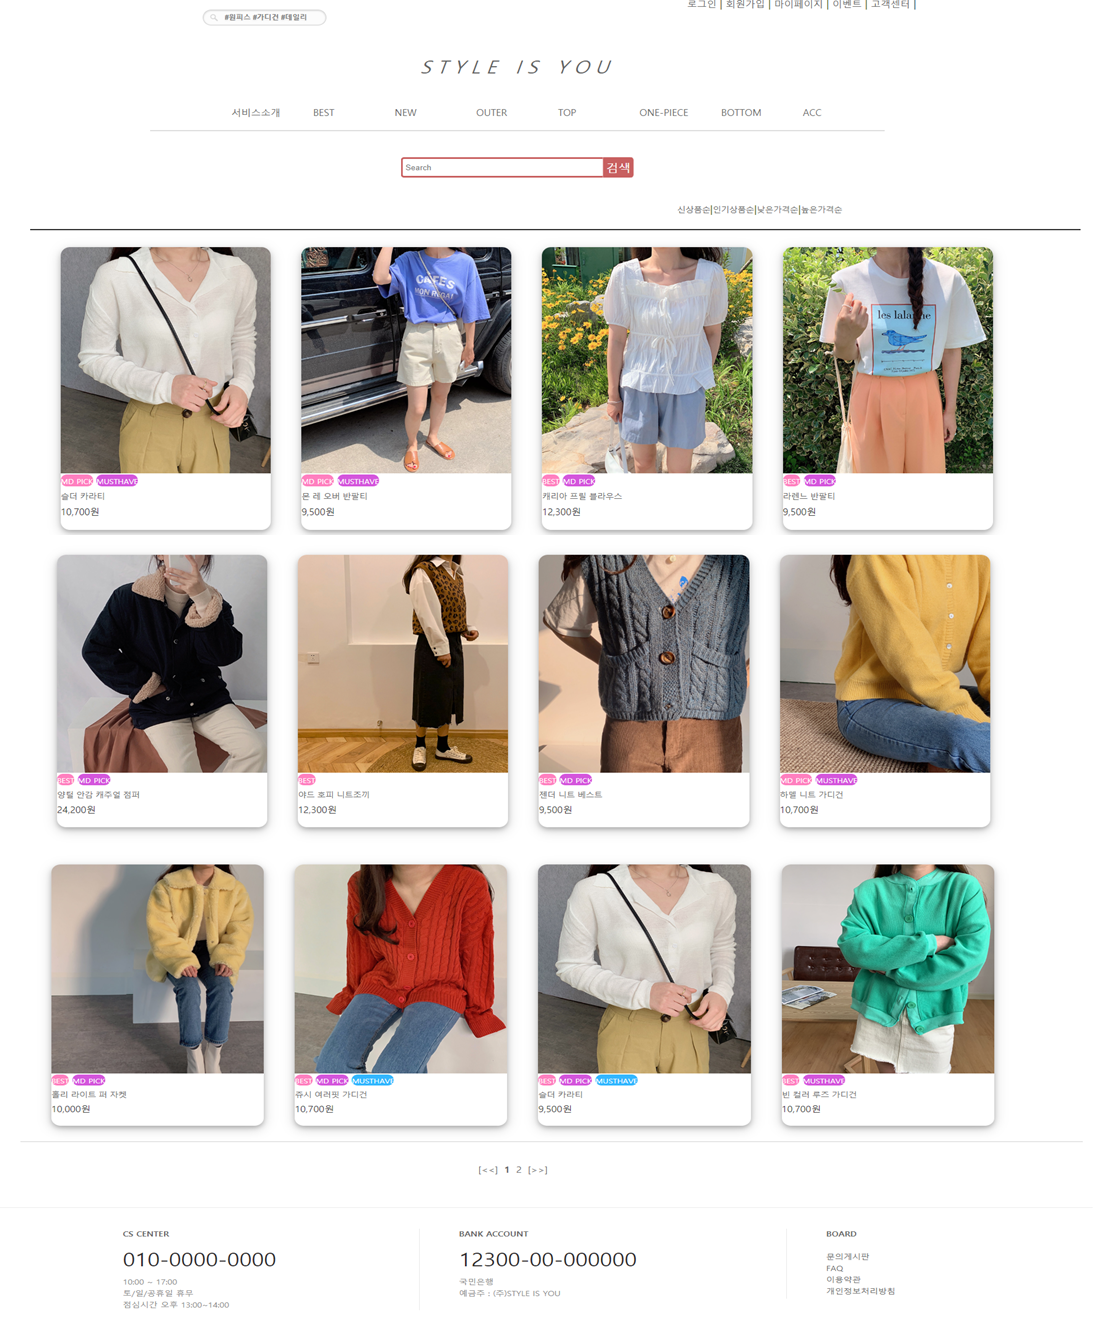 로그인 | 회원가입 | 마이페이지 | 이벤트 | 고객센터 |
#원피스 #가디건 #데일리
STYLE IS YOU
서비스소개 BEST NEW OUTER TOP ONE-PIECE BOTTOM ACC
Search 검색
신상품순|인기상품순|낮은가격순|높은가격순
CAFES
MON REGAL
les lalanne
MD PICK MUSTHAVE
슬더 카라티
10,700원
MD PICK MUSTHAVE
몬 레 오버 반팔티
9,500원
BEST MD PICK
캐리아 프릴 블라우스
12,300원
BEST MD PICK
라렌느 반팔티
9,500원
BEST MD PICK
양털 안감 캐주얼 점퍼
24,200원
BEST
야드 호피 니트조끼
12,300원
BEST MD PICK
젠더 니트 베스트
9,500원
MD PICK MUSTHAVE
하멜 니트 가디건
10,700원
BEST MD PICK
홀리 라이트 퍼 자켓
10,000원
BEST MD PICK MUSTHAVE
쥬시 여러핏 가디건
10,700원
BEST MD PICK MUSTHAVE
슬더 카라티
9,500원
BEST MUSTHAVE
빈 컬러 루즈 가디건
10,700원
[<<] 1 2 [>>]
CS CENTER
010-0000-0000
10:00 ~ 17:00
토/일/공휴일 휴무
점심시간 오후 13:00~14:00
BANK ACCOUNT
12300-00-000000
국민은행
예금주 : (주)STYLE IS YOU
BOARD
문의게시판
FAQ
이용약관
개인정보처리방침